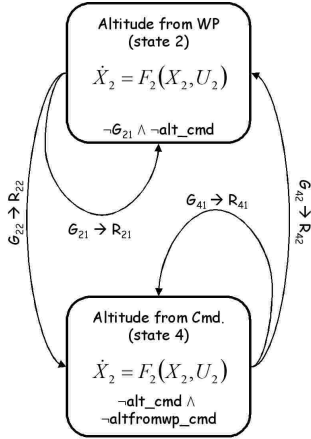 Altitude from WP
(state 2)
Ẋ₂ = F₂(X₂,U₂)
¬G₂₁ ∧ ¬alt_cmd
G₂₂ → R₂₂
G₂₁ → R₂₁
G₄₁ → R₄₁
G₄₂ → R₄₂
Altitude from Cmd.
(state 4)
Ẋ₂ = F₂(X₂,U₂)
¬alt_cmd ∧
¬altfromwp_cmd